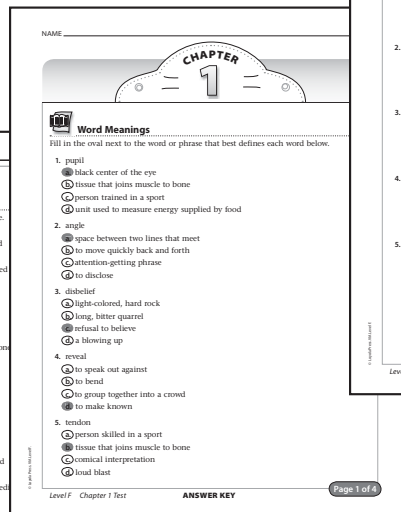 NAME
CHAPTER
1
Word Meanings
Fill in the oval next to the word or phrase that best defines each word below.
1. pupil
a. black center of the eye
b. tissue that joins muscle to bone
c. person trained in a sport
d. unit used to measure energy supplied by food
2. angle
a. space between two lines that meet
b. to move quickly back and forth
c. attention-getting phrase
d. to disclose
3. disbelief
a. light-colored, hard rock
b. long, bitter quarrel
c. refusal to believe
d. a blowing up
4. reveal
a. to speak out against
b. to bend
c. to group together into a crowd
d. to make known
5. tendon
a. person skilled in a sport
b. tissue that joins muscle to bone
c. comical interpretation
d. loud blast
Level F Chapter 1 Test
ANSWER KEY
Page 1 of 4
2.
3.
4.
5.